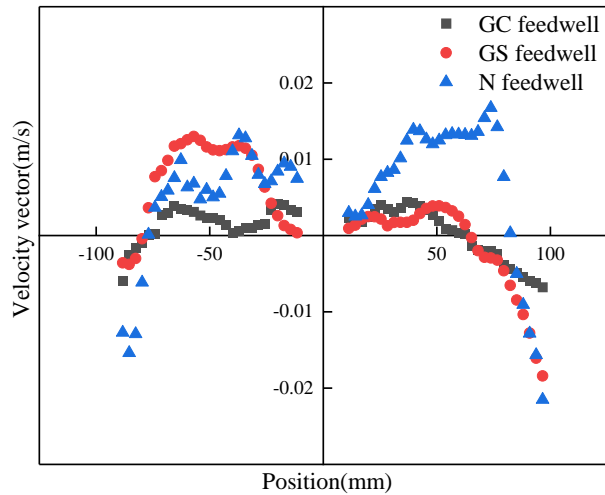 GC feedwell
GS feedwell
N feedwell
0.02
0.01
-100
-50
50
100
-0.01
-0.02
Velocity vector(m/s)
Position(mm)